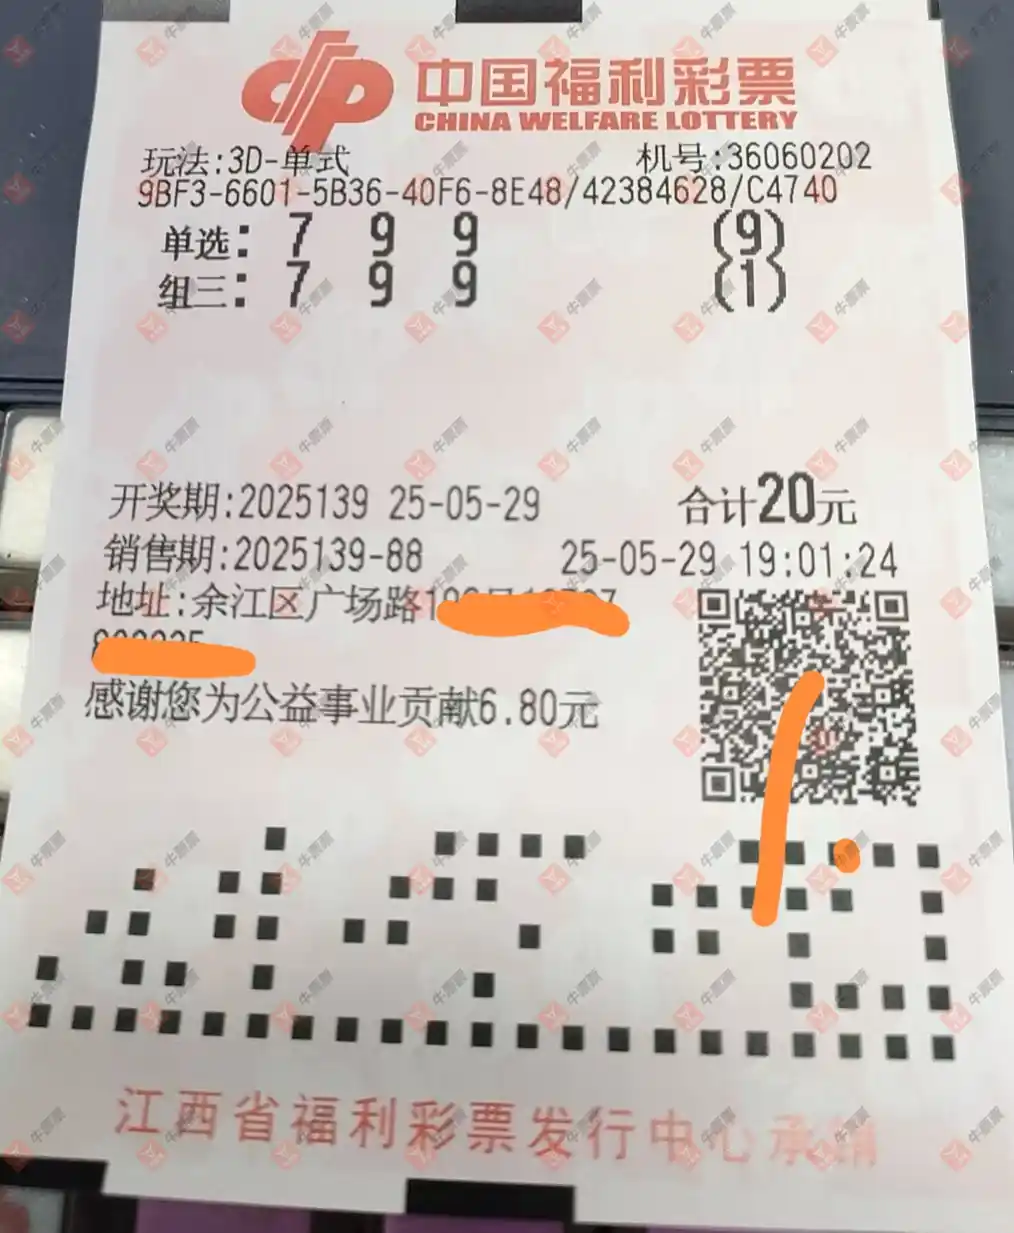 中国福利彩票
CHINA WELFARE LOTTERY
玩法:3D-单式 机号:36060202
9BF3-6601-5B36-40F6-8E48/42384628/C4740
单选: 7 9 9 (9)
组三: 7 9 9 (1)
开奖期:2025139 25-05-29 合计20元
销售期:2025139-88 25-05-29 19:01:24
地址:余江区广场路1
感谢您为公益事业贡献6.80元
江西省福利彩票发行中心承销
牛票票